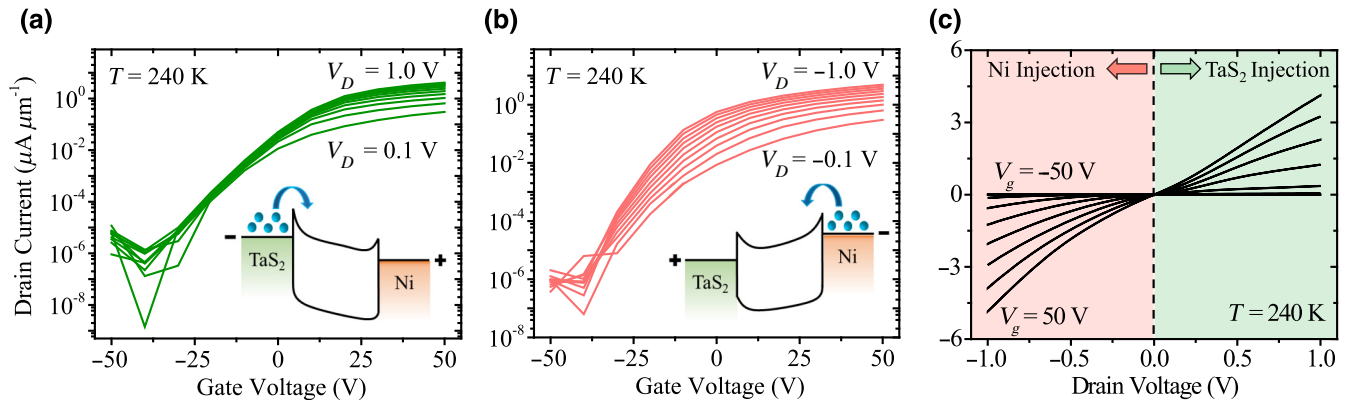 (a)
T = 240 K
V_D = 1.0 V
V_D = 0.1 V
−
TaS₂
Ni
+
Drain Current (μA μm⁻¹)
10⁰
10⁻²
10⁻⁴
10⁻⁶
10⁻⁸
−50
−25
0
25
50
Gate Voltage (V)
(b)
T = 240 K
V_D = −1.0 V
V_D = −0.1 V
+
TaS₂
Ni
−
10⁰
10⁻²
10⁻⁴
10⁻⁶
10⁻⁸
−50
−25
0
25
50
Gate Voltage (V)
(c)
Ni Injection
TaS₂ Injection
V_g = −50 V
V_g = 50 V
T = 240 K
6
3
0
−3
−6
−1.0
−0.5
0.0
0.5
1.0
Drain Voltage (V)